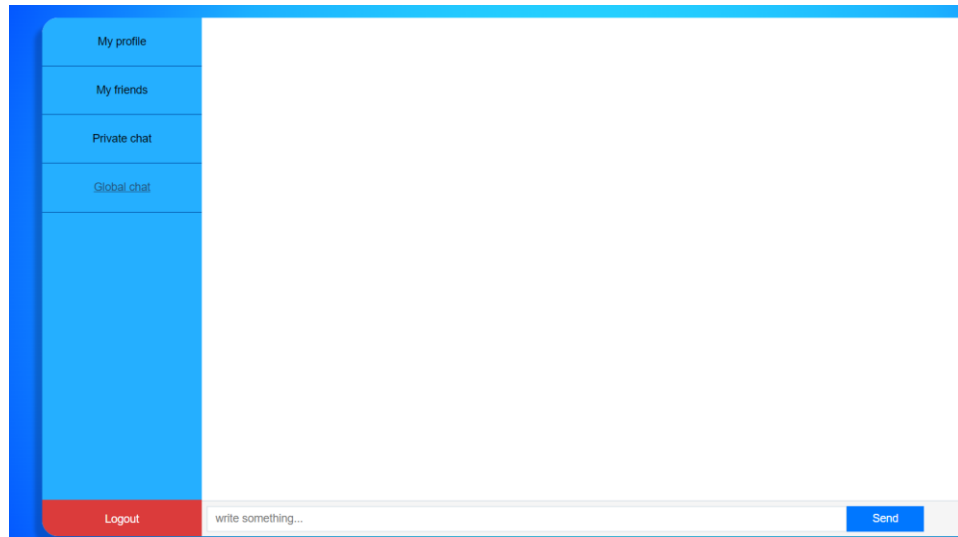 My profile
My friends
Private chat
Global chat
Logout
write something...
Send